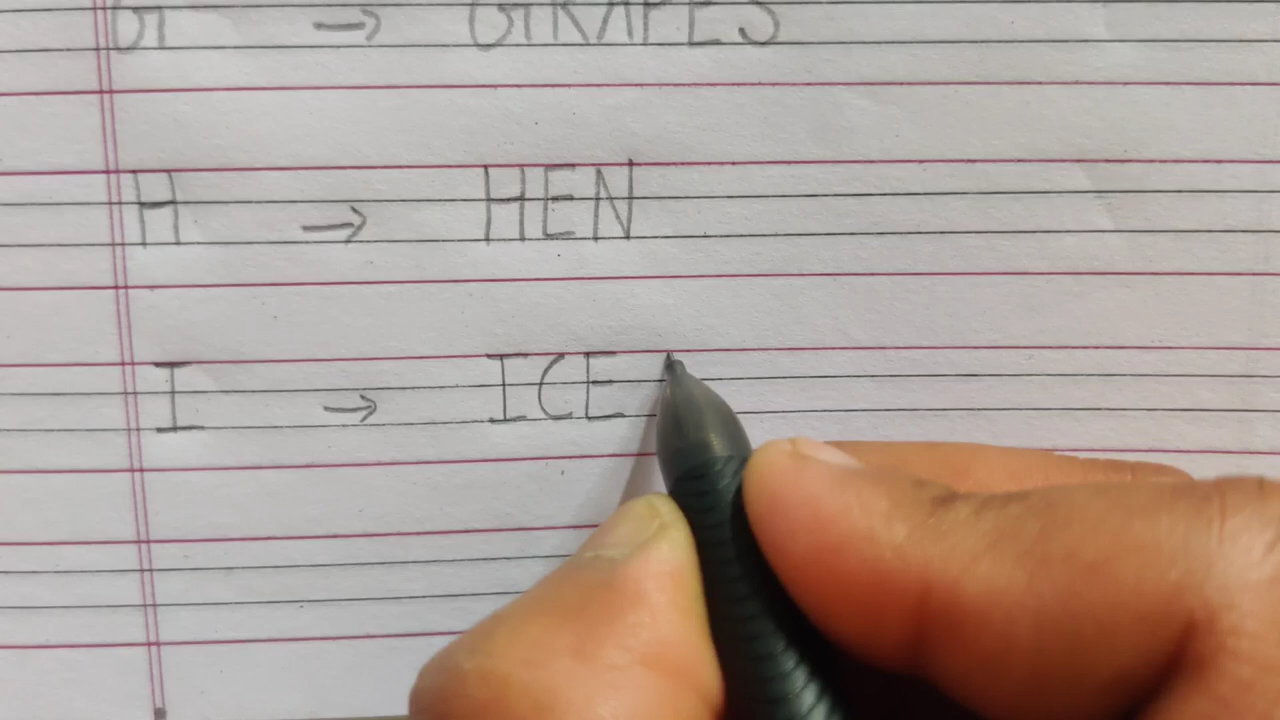 G → GRAPES
H → HEN
I → ICE